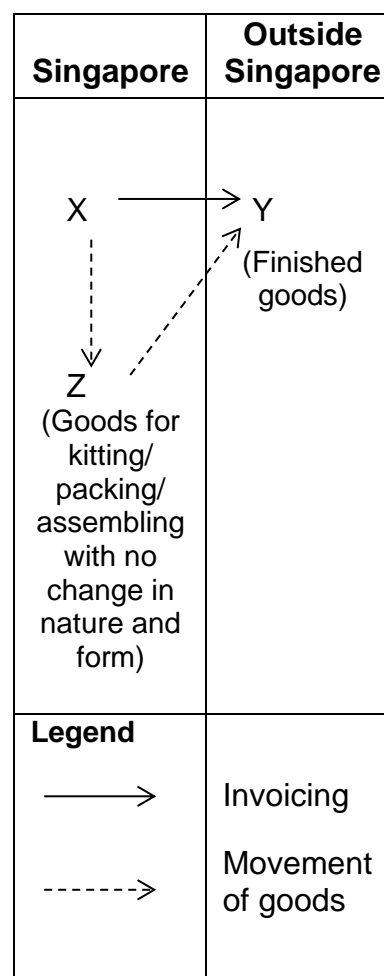 Singapore
Outside
Singapore
X
Y
(Finished
goods)
Z
(Goods for
kitting/
packing/
assembling
with no
change in
nature and
form)
Legend
Invoicing
Movement
of goods